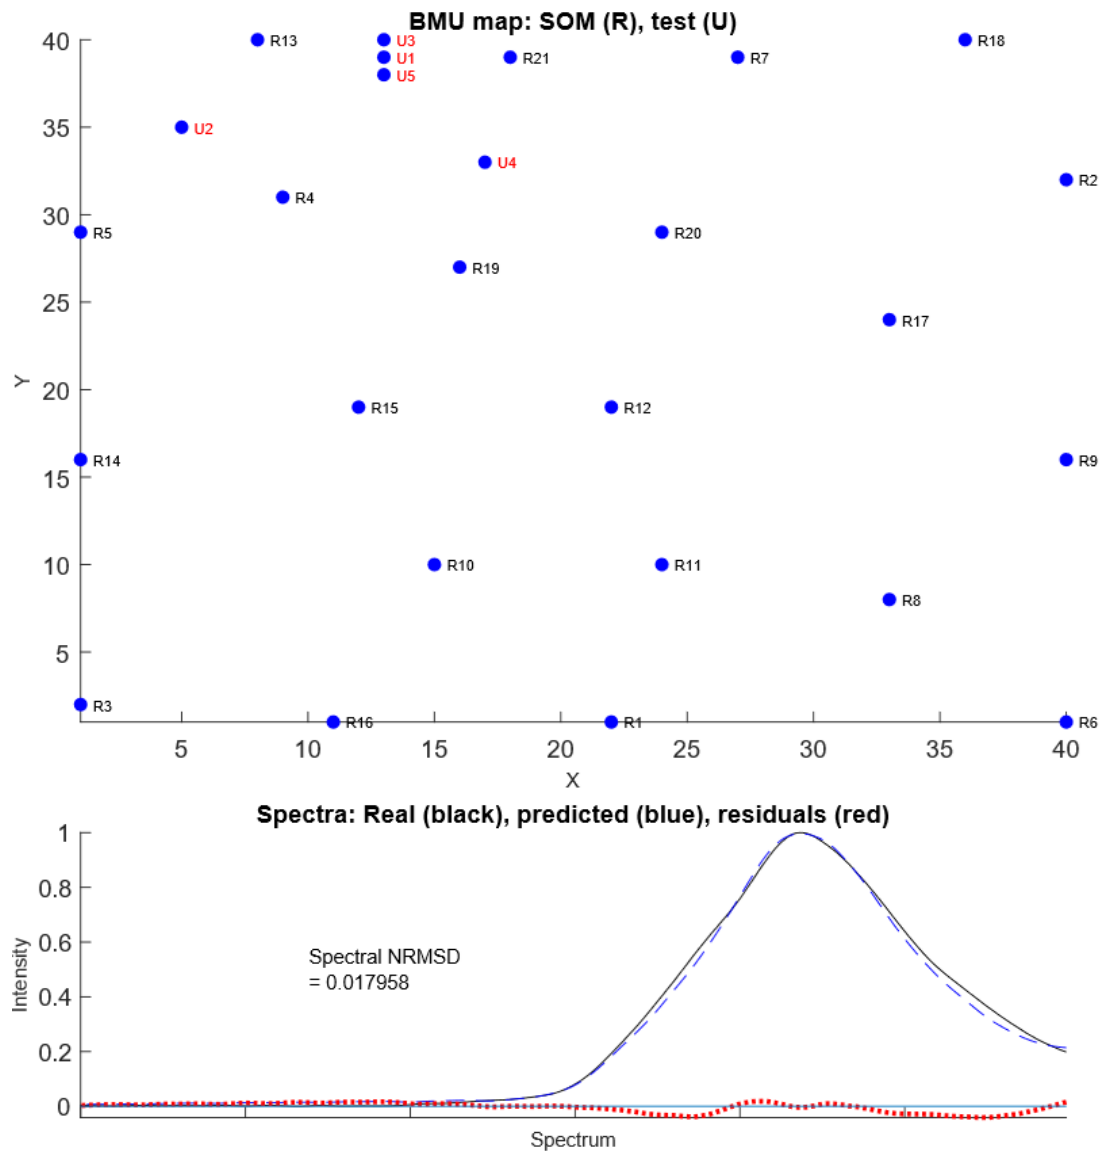 BMU map: SOM (R), test (U)
40
R13
U3
R18
U1
R21
R7
U5
35
U2
U4
R2
R4
30
R5
R20
R19
25
R17
Y
20
R15
R12
R14
R9
15
10
R10
R11
R8
5
R3
R16
R1
R6
5
10
15
20
25
30
35
40
X
Spectra: Real (black), predicted (blue), residuals (red)
1
0.8
0.6
Spectral NRMSD
= 0.017958
Intensity
0.4
0.2
0
Spectrum